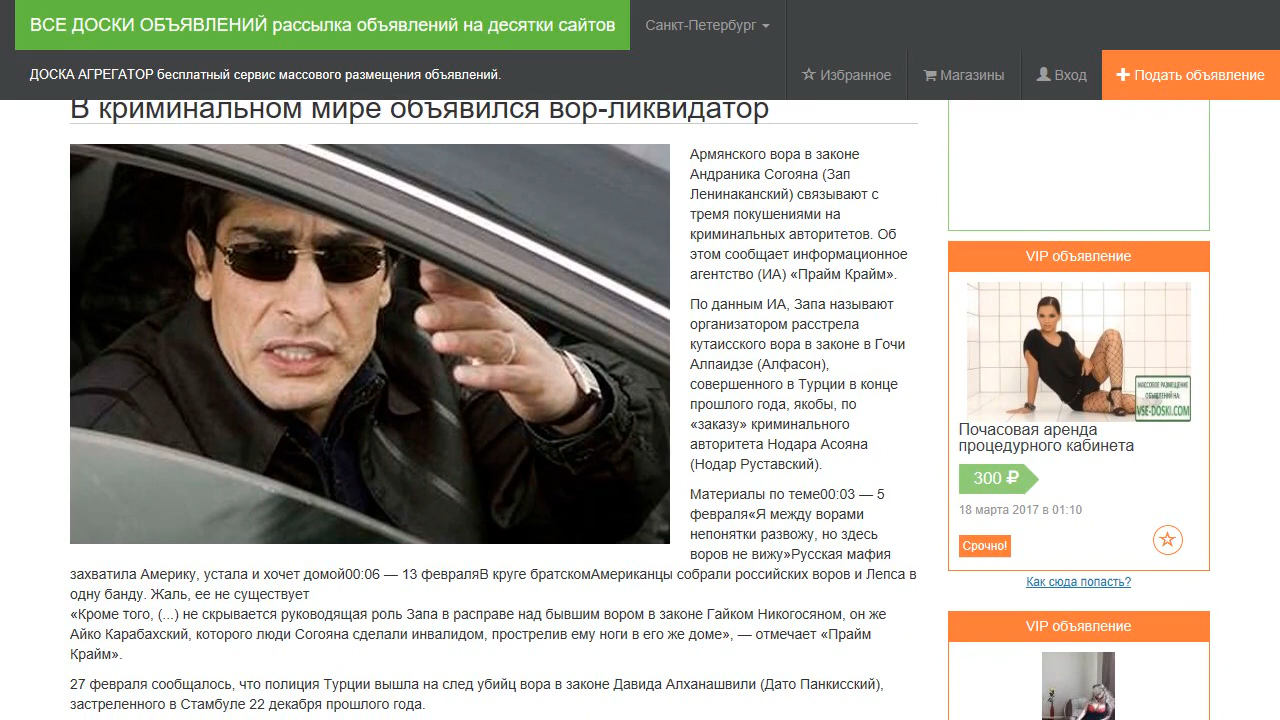 ВСЕ ДОСКИ ОБЪЯВЛЕНИЙ рассылка объявлений на десятки сайтов
Санкт-Петербург
ДОСКА АГРЕГАТОР бесплатный сервис массового размещения объявлений.
Избранное
Магазины
Вход
Подать объявление
В криминальном мире объявился вор-ликвидатор
Армянского вора в законе
Андраника Согояна (Зап
Ленинаканский) связывают с
тремя покушениями на
криминальных авторитетов. Об
этом сообщает информационное
агентство (ИА) «Прайм Крайм».
По данным ИА, Запа называют
организатором расстрела
кутаисского вора в законе в Гочи
Алпаидзе (Алфасон),
совершенного в Турции в конце
прошлого года, якобы, по
«заказу» криминального
авторитета Нодара Асояна
(Нодар Руставский).
Материалы по теме00:03 — 5
февраля«Я между ворами
непонятки развожу, но здесь
воров не вижу»Русская мафия
захватила Америку, устала и хочет домой00:06 — 13 февраляВ круге братскомАмериканцы собрали российских воров и Лепса в
одну банду. Жаль, ее не существует
«Кроме того, (...) не скрывается руководящая роль Запа в расправе над бывшим вором в законе Гайком Никогосяном, он же
Айко Карабахский, которого люди Согояна сделали инвалидом, прострелив ему ноги в его же доме», — отмечает «Прайм
Крайм».
27 февраля сообщалось, что полиция Турции вышла на след убийц вора в законе Давида Алханашвили (Дато Панкисский),
застреленного в Стамбуле 22 декабря прошлого года.
VIP объявление
МАССОВОЕ РАЗМЕЩЕНИЕ
ОБЪЯВЛЕНИЙ НА:
VSE-DOSKI.COM
Почасовая аренда
процедурного кабинета
300 ₽
18 марта 2017 в 01:10
Срочно!
Как сюда попасть?
VIP объявление